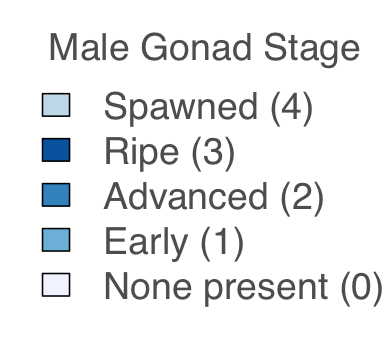 Male Gonad Stage
Spawned (4)
Ripe (3)
Advanced (2)
Early (1)
None present (0)